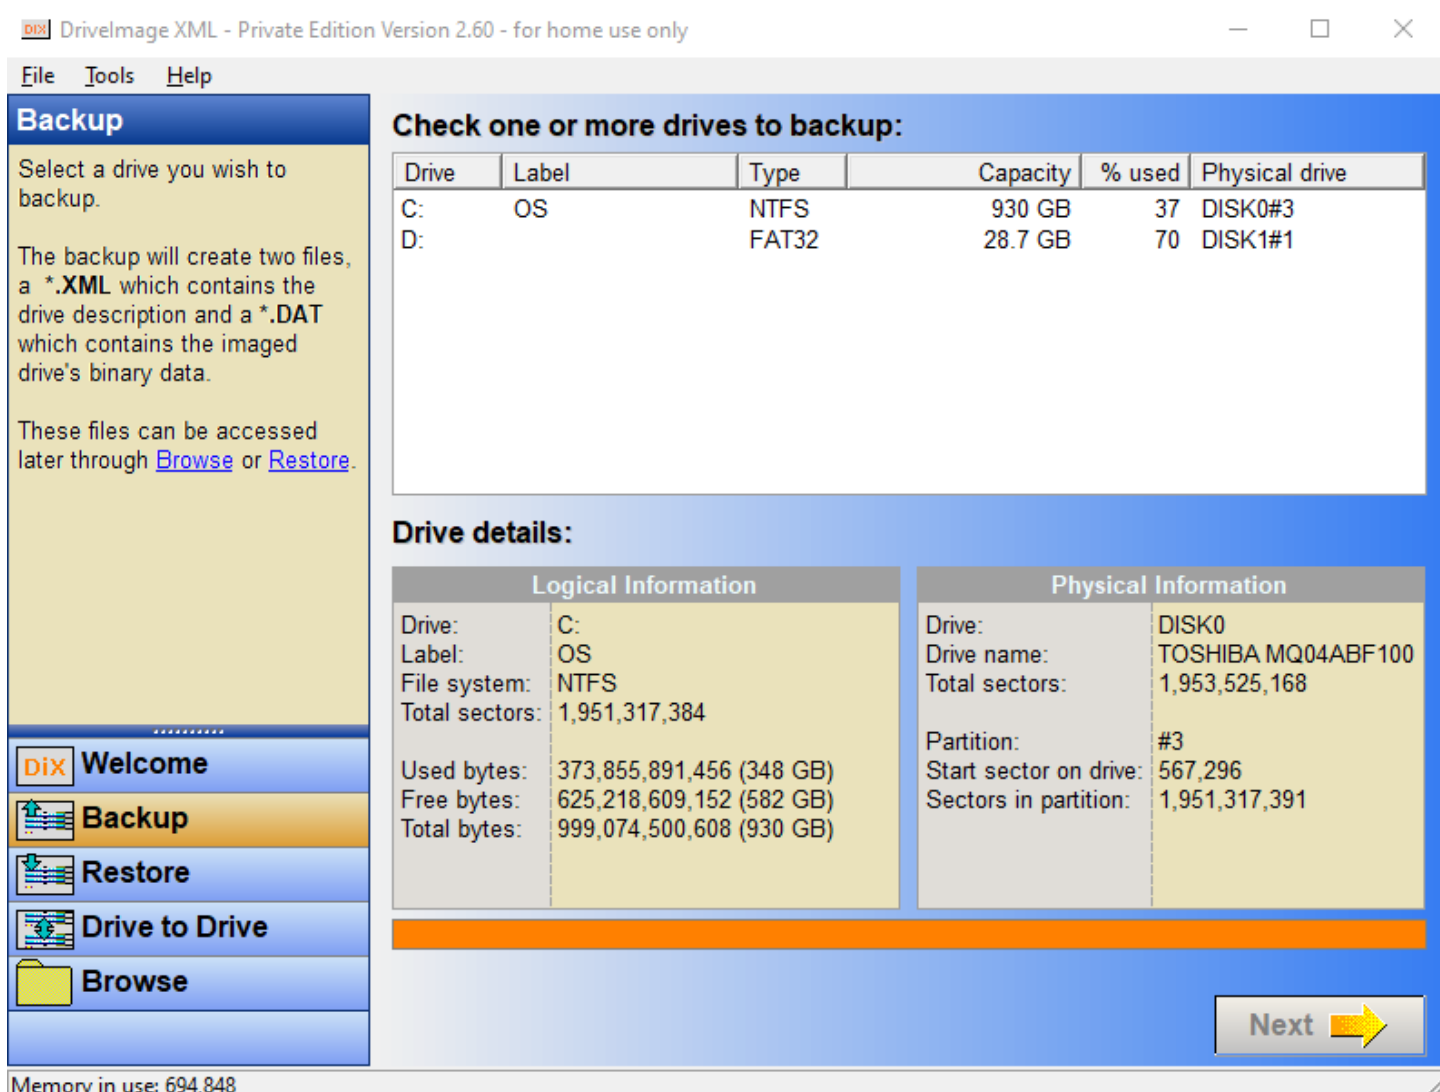 DIX DriveImage XML - Private Edition Version 2.60 - for home use only
File Tools Help
Backup
Select a drive you wish to
backup.
The backup will create two files,
a *.XML which contains the
drive description and a *.DAT
which contains the imaged
drive's binary data.
These files can be accessed
later through Browse or Restore.
DiX Welcome
Backup
Restore
Drive to Drive
Browse
Check one or more drives to backup:
Drive Label Type Capacity % used Physical drive
C: OS NTFS 930 GB 37 DISK0#3
D: FAT32 28.7 GB 70 DISK1#1
Drive details:
Logical Information
Drive: C:
Label: OS
File system: NTFS
Total sectors: 1,951,317,384
Used bytes: 373,855,891,456 (348 GB)
Free bytes: 625,218,609,152 (582 GB)
Total bytes: 999,074,500,608 (930 GB)
Physical Information
Drive: DISK0
Drive name: TOSHIBA MQ04ABF100
Total sectors: 1,953,525,168
Partition: #3
Start sector on drive: 567,296
Sectors in partition: 1,951,317,391
Next
Memory in use: 694,848